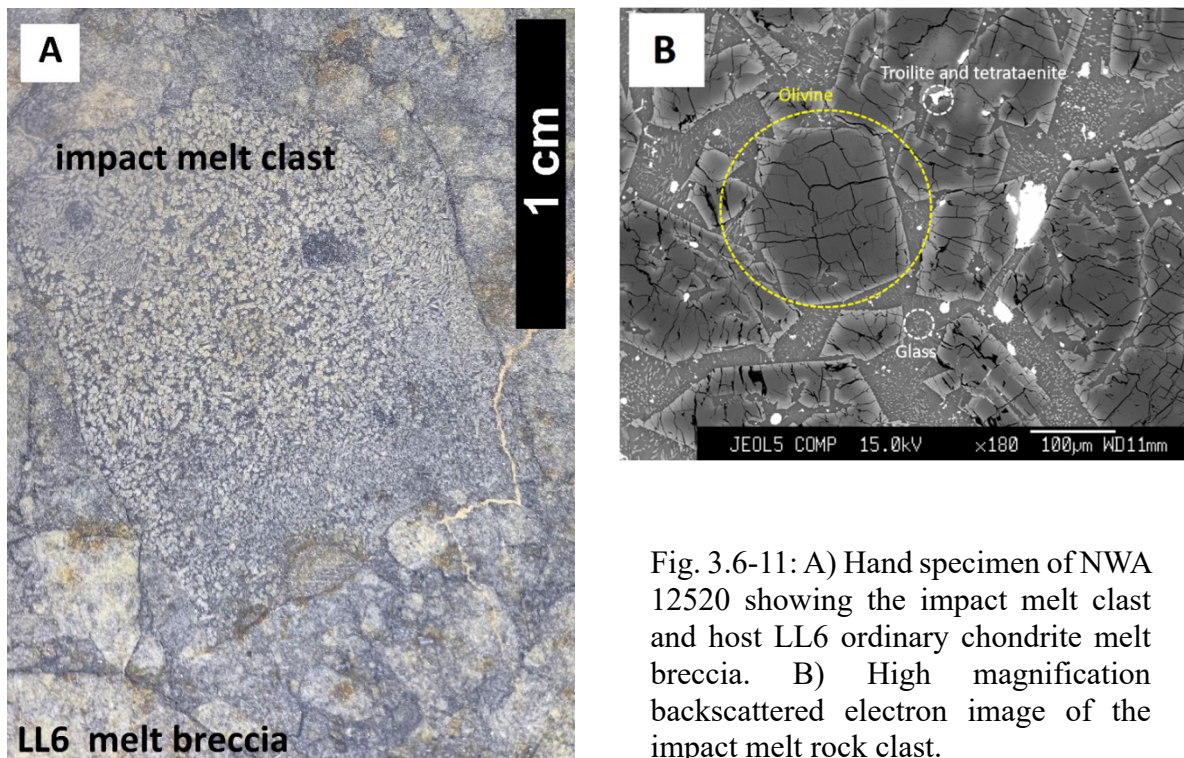 A
impact melt clast
1 cm
LL6 melt breccia
B
Troilite and tetrataenite
Olivine
Glass
JEOL5 COMP 15.0kV ×180 100µm WD11mm
Fig. 3.6-11: A) Hand specimen of NWA
12520 showing the impact melt clast
and host LL6 ordinary chondrite melt
breccia. B) High magnification
backscattered electron image of the
impact melt rock clast.